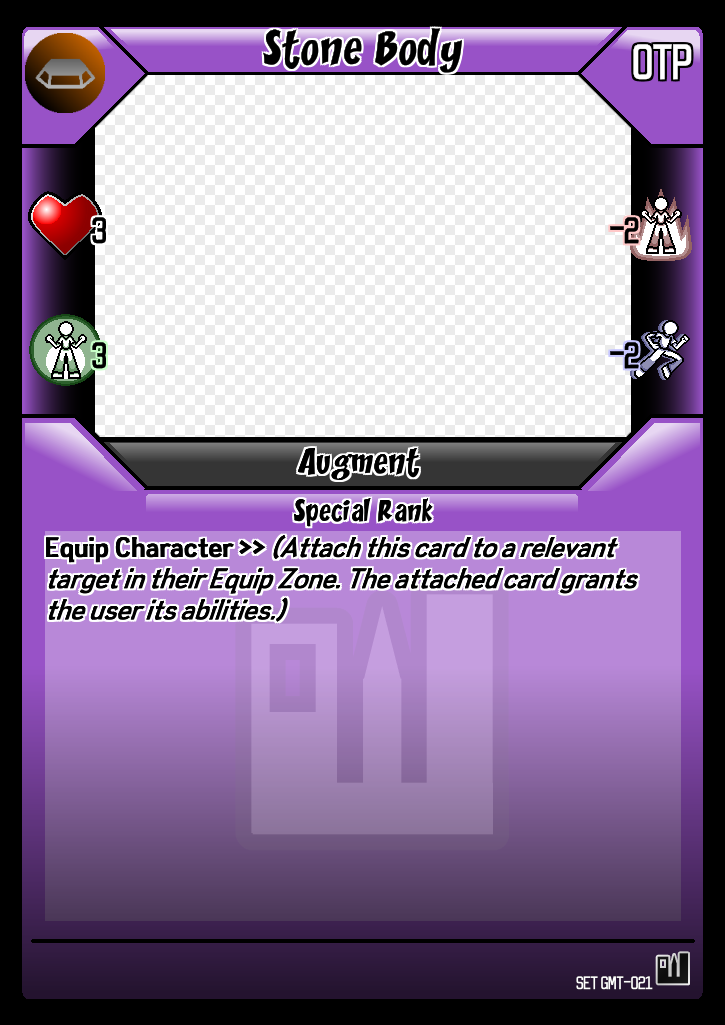 Stone Body
OTP
3
-2
3
-2
Augment
Special Rank
Equip Character >> (Attach this card to a relevant
target in their Equip Zone. The attached card grants
the user its abilities.)
SET GMT-021